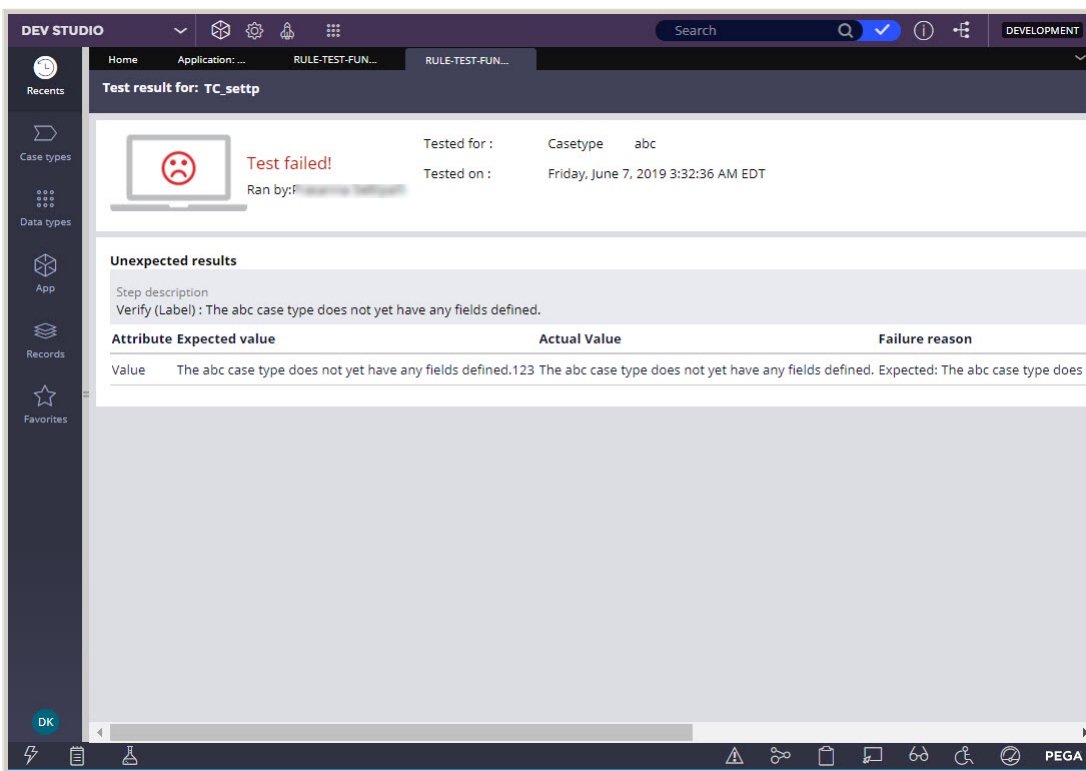 DEV STUDIO
Search
DEVELOPMENT
Home Application: ... RULE-TEST-FUN... RULE-TEST-FUN...
Recents
Test result for: TC_settp
Case types
Data types
App
Records
Favorites
Test failed!
Ran by:
Tested for : Casetype abc
Tested on : Friday, June 7, 2019 3:32:36 AM EDT
Unexpected results
Step description
Verify (Label) : The abc case type does not yet have any fields defined.
Attribute Expected value Actual Value Failure reason
Value The abc case type does not yet have any fields defined.123 The abc case type does not yet have any fields defined. Expected: The abc case type does
DK
PEGA